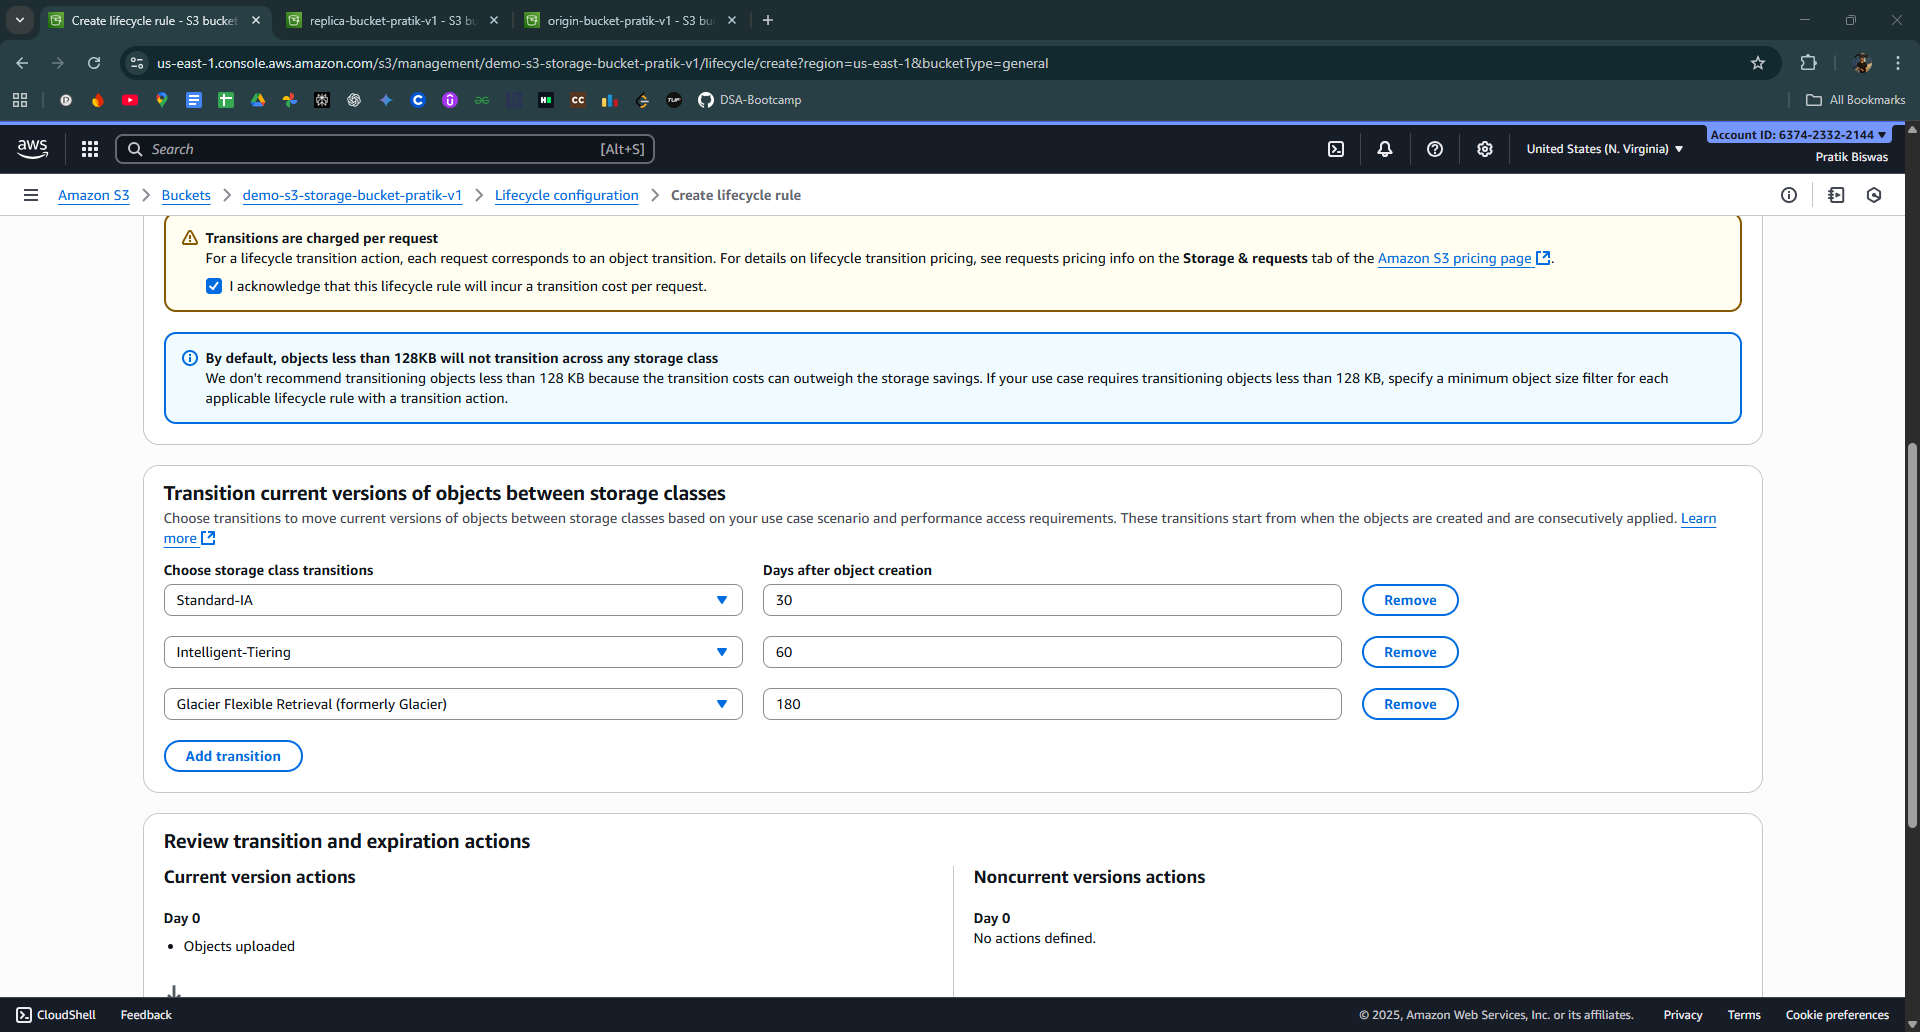 Create lifecycle rule - S3 bucket
replica-bucket-pratik-v1 - S3 bu
origin-bucket-pratik-v1 - S3 bu
us-east-1.console.aws.amazon.com/s3/management/demo-s3-storage-bucket-pratik-v1/lifecycle/create?region=us-east-1&bucketType=general
DSA-Bootcamp
All Bookmarks
aws
Search
[Alt+S]
United States (N. Virginia)
Account ID: 6374-2332-2144
Pratik Biswas
Amazon S3 > Buckets > demo-s3-storage-bucket-pratik-v1 > Lifecycle configuration > Create lifecycle rule
Transitions are charged per request
For a lifecycle transition action, each request corresponds to an object transition. For details on lifecycle transition pricing, see requests pricing info on the Storage & requests tab of the Amazon S3 pricing page.
I acknowledge that this lifecycle rule will incur a transition cost per request.
By default, objects less than 128KB will not transition across any storage class
We don't recommend transitioning objects less than 128 KB because the transition costs can outweigh the storage savings. If your use case requires transitioning objects less than 128 KB, specify a minimum object size filter for each
applicable lifecycle rule with a transition action.
Transition current versions of objects between storage classes
Choose transitions to move current versions of objects between storage classes based on your use case scenario and performance access requirements. These transitions start from when the objects are created and are consecutively applied. Learn
more
Choose storage class transitions
Days after object creation
Standard-IA
30
Remove
Intelligent-Tiering
60
Remove
Glacier Flexible Retrieval (formerly Glacier)
180
Remove
Add transition
Review transition and expiration actions
Current version actions
Noncurrent versions actions
Day 0
Day 0
Objects uploaded
No actions defined.
CloudShell
Feedback
© 2025, Amazon Web Services, Inc. or its affiliates.
Privacy
Terms
Cookie preferences